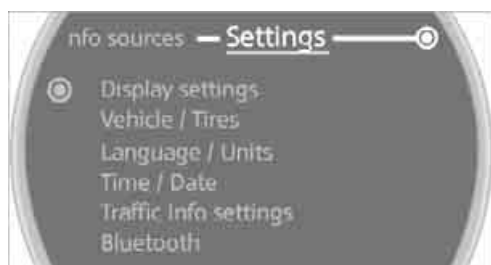 nfo sources Settings
Display settings
Vehicle / Tires
Language / Units
Time / Date
Traffic Info settings
Bluetooth